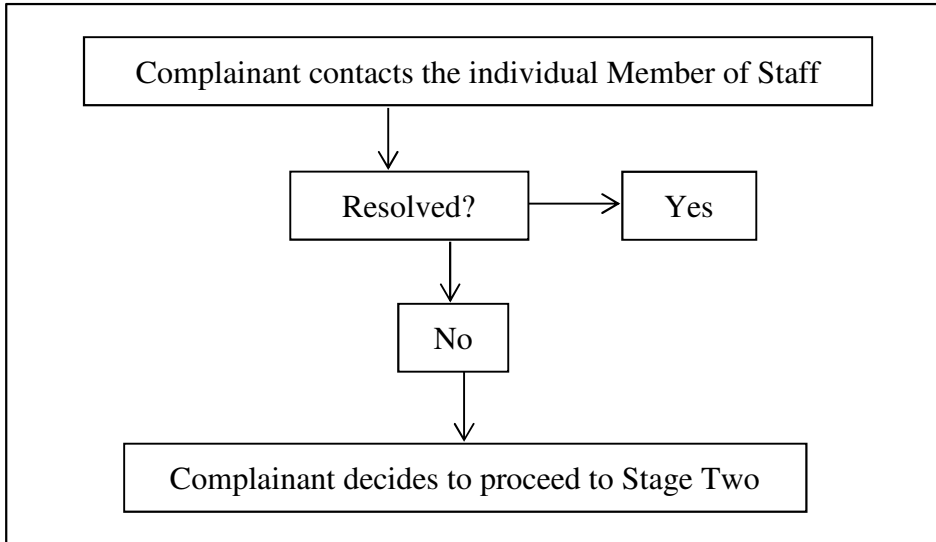 Complainant contacts the individual Member of Staff
Resolved?
Yes
No
Complainant decides to proceed to Stage Two